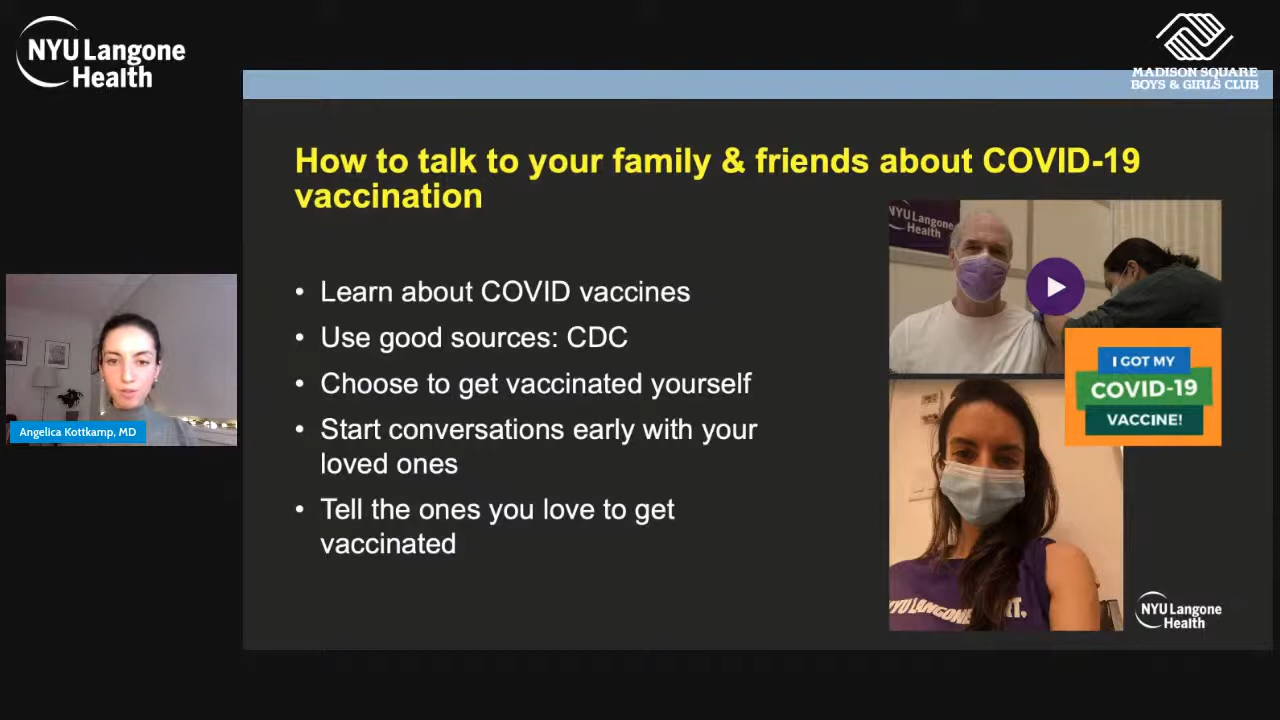 NYU Langone
Health
MADISON SQUARE
BOYS & GIRLS CLUB
How to talk to your family & friends about COVID-19
vaccination
• Learn about COVID vaccines
• Use good sources: CDC
• Choose to get vaccinated yourself
• Start conversations early with your
loved ones
• Tell the ones you love to get
vaccinated
NYU Langone
Health
I GOT MY
COVID-19
VACCINE!
Angelica Kottkamp, MD
NYU LANGONE
NYU Langone
Health